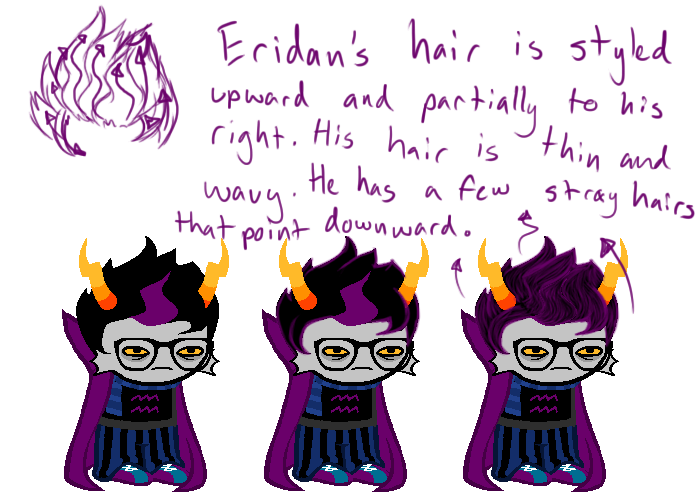 Eridan's hair is styled
upward and partially to his
right. His hair is thin and
wavy. He has a few stray hairs
that point downward.